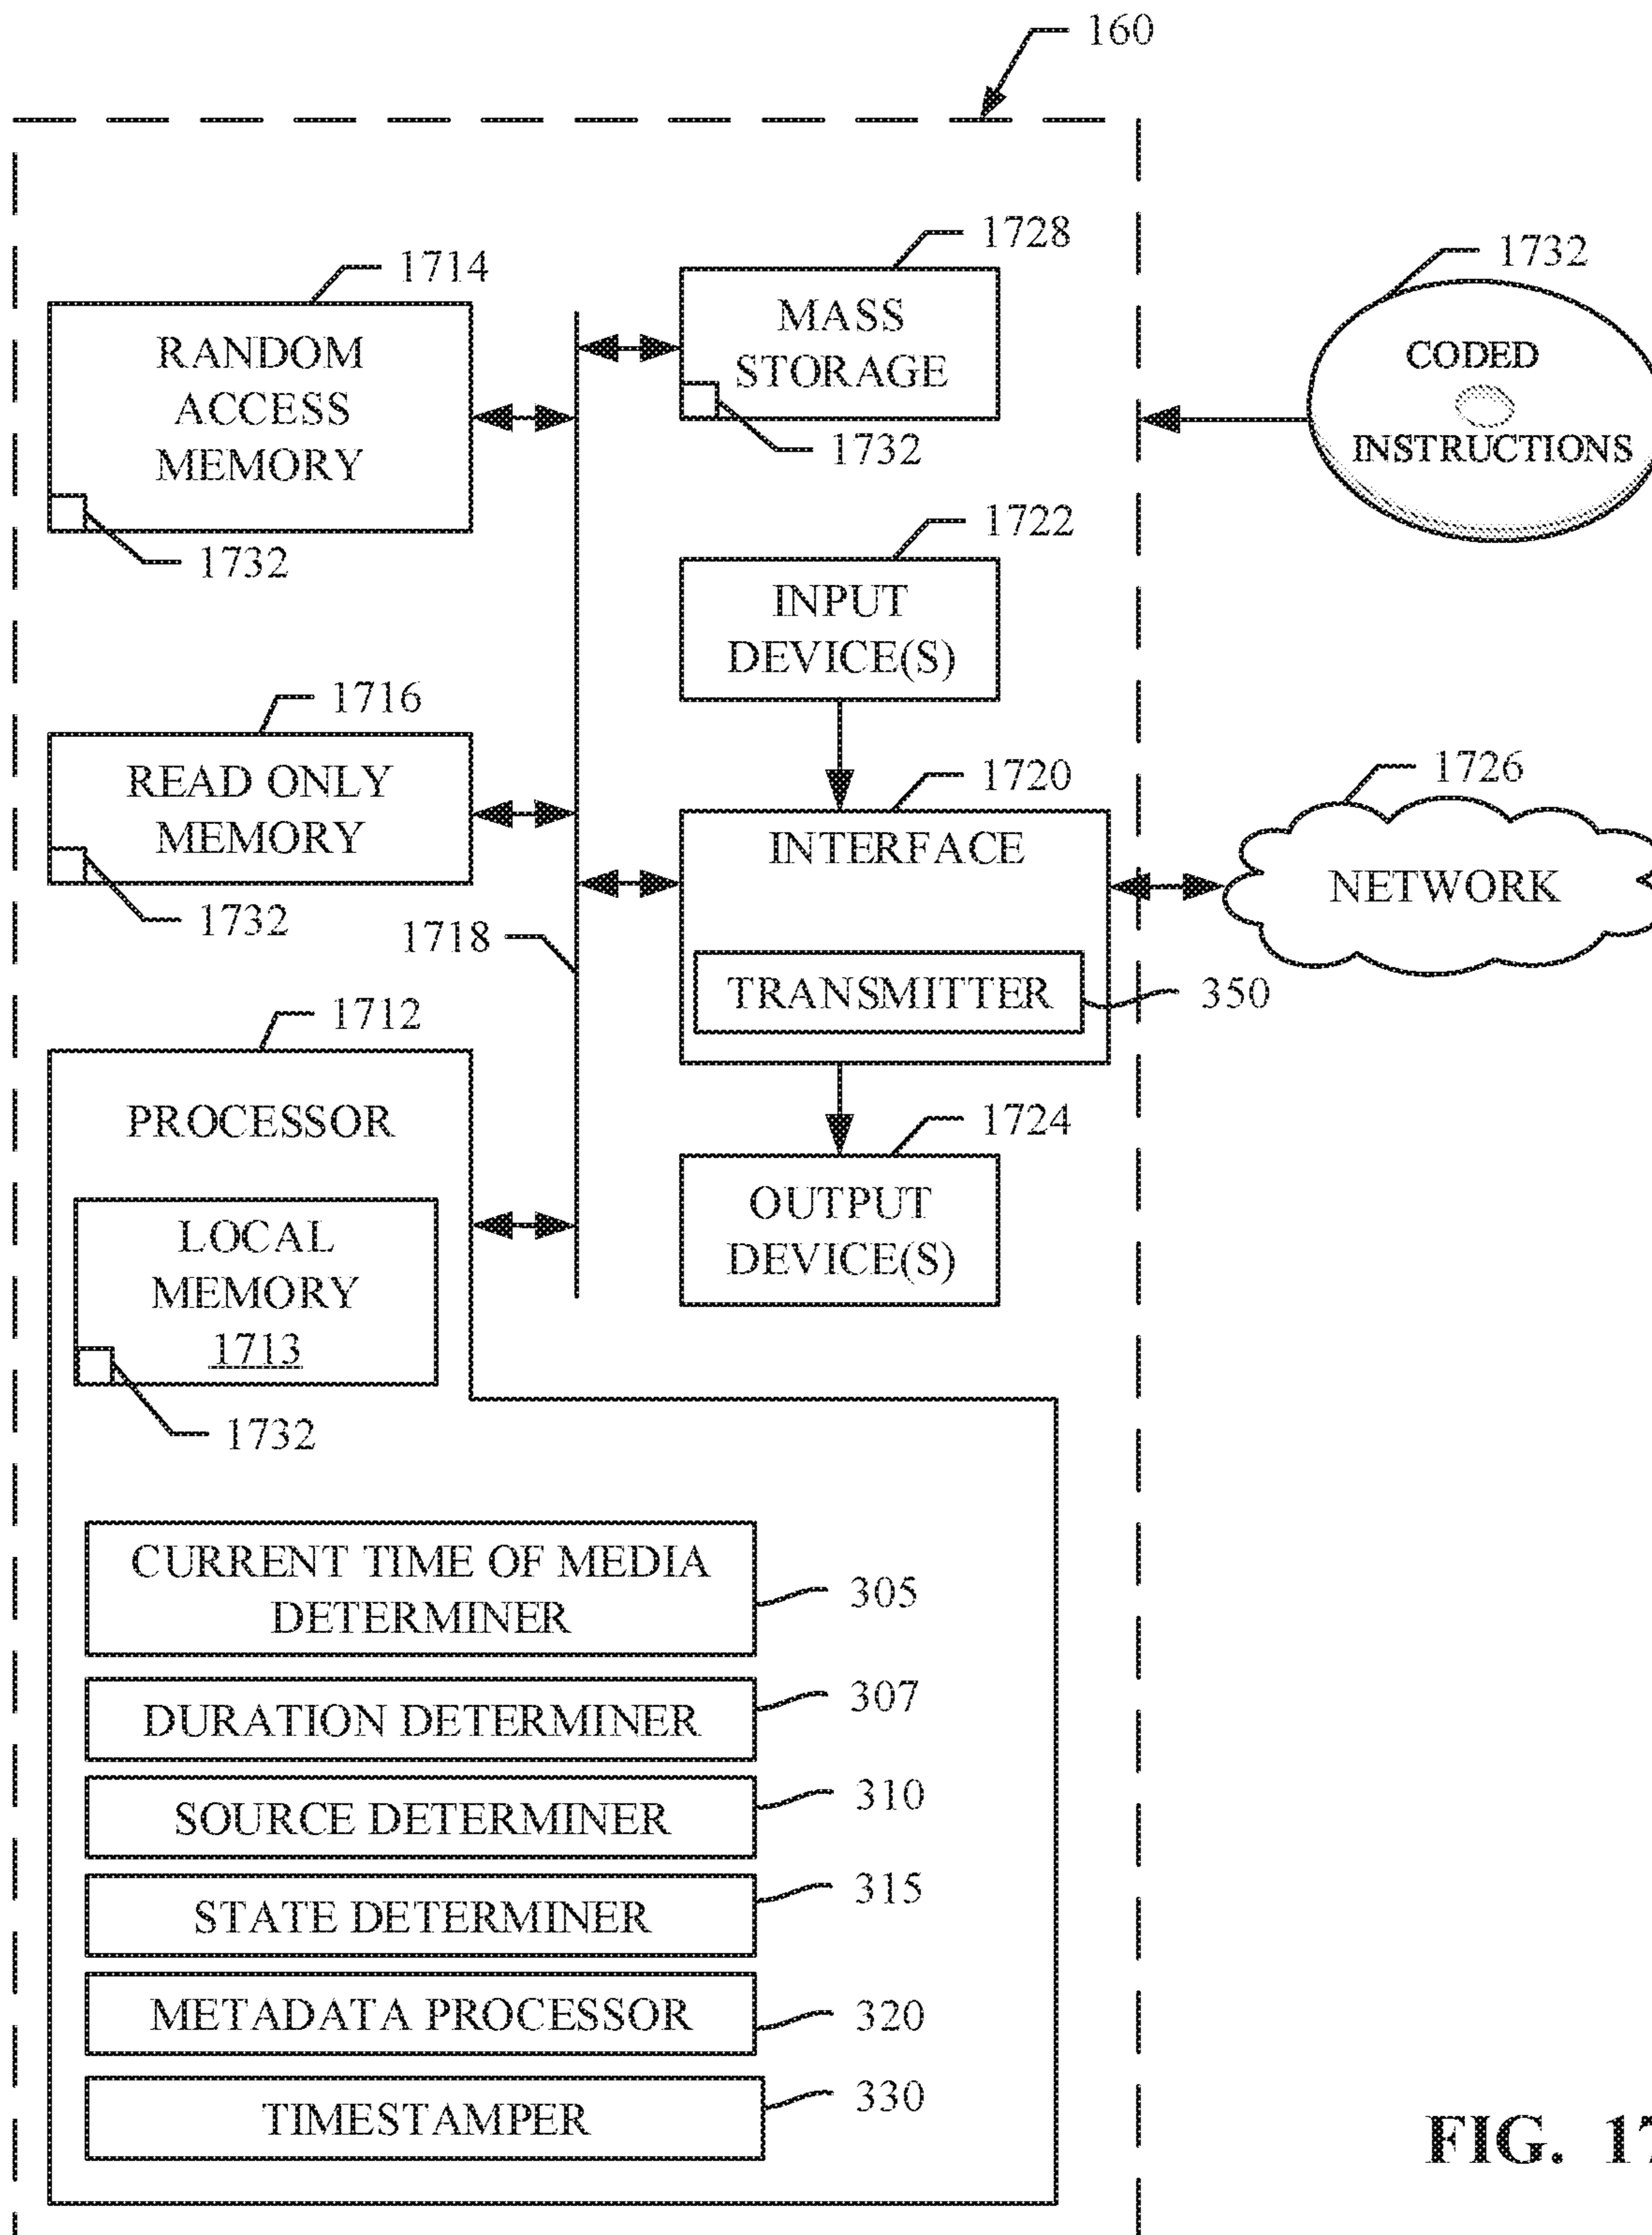 160
1728
1714
1732
MASS
STORAGE
RANDOM
ACCESS
MEMORY
CODED
INSTRUCTIONS
1732
1732
1722
INPUT
DEVICE(S)
1716
READ ONLY
MEMORY
1732
1720
INTERFACE
1726
NETWORK
1718
TRANSMITTER
350
1712
PROCESSOR
1724
OUTPUT
DEVICE(S)
LOCAL
MEMORY
1713
1732
CURRENT TIME OF MEDIA
DETERMINER
305
DURATION DETERMINER
307
SOURCE DETERMINER
310
STATE DETERMINER
315
METADATA PROCESSOR
320
TIMESTAMPER
330
FIG. 17